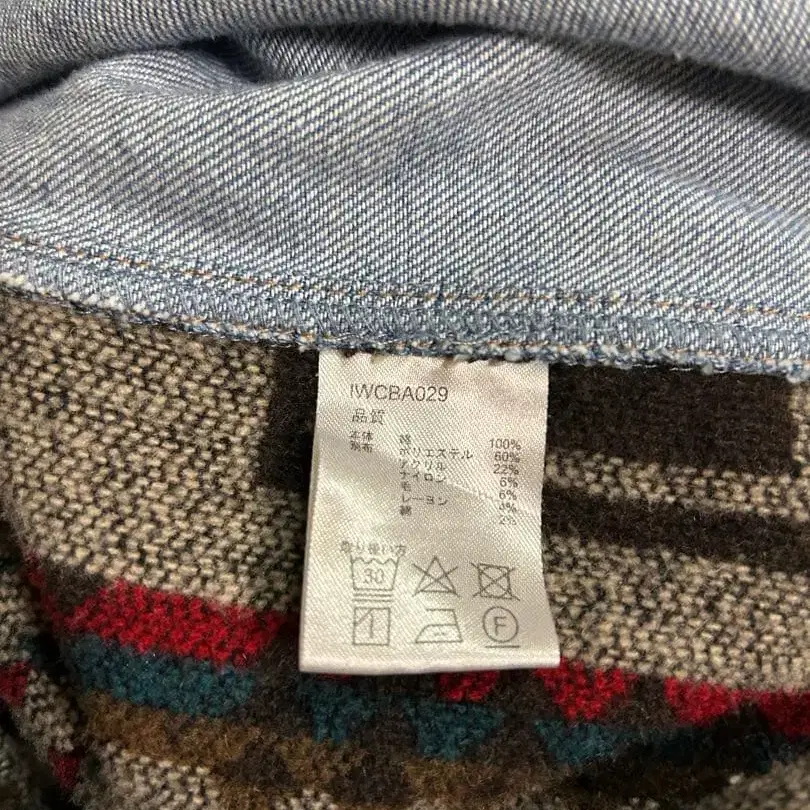 IWCBA029
品質
本体 綿 100%
別布 ポリエステル 60%
アクリル 22%
ナイロン 6%
毛 6%
レーヨン 4%
綿 2%
取り扱い方
30
F